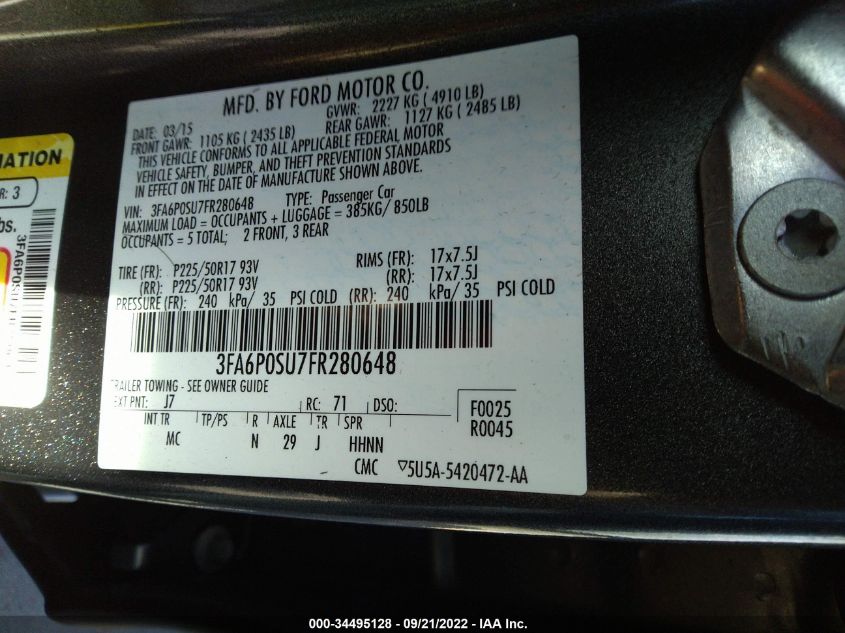 MFD. BY FORD MOTOR CO.
DATE: 03/15 GVWR: 2227 KG ( 4910 LB)
FRONT GAWR: 1105 KG ( 2435 LB) REAR GAWR: 1127 KG ( 2485 LB)
THIS VEHICLE CONFORMS TO ALL APPLICABLE FEDERAL MOTOR
VEHICLE SAFETY, BUMPER, AND THEFT PREVENTION STANDARDS
IN EFFECT ON THE DATE OF MANUFACTURE SHOWN ABOVE.
VIN: 3FA6P0SU7FR280648 TYPE: Passenger Car
MAXIMUM LOAD = OCCUPANTS + LUGGAGE = 385KG/ 850LB
OCCUPANTS = 5 TOTAL; 2 FRONT, 3 REAR
TIRE (FR): P225/50R17 93V RIMS (FR): 17x7.5J
(RR): P225/50R17 93V (RR): 17x7.5J
PRESSURE (FR): 240 kPa/ 35 PSI COLD (RR): 240 kPa/ 35 PSI COLD
3FA6P0SU7FR280648
TRAILER TOWING - SEE OWNER GUIDE
EXT PNT: J7 RC: 71 DSO: F0025
R0045
INT TR TP/PS R AXLE TR SPR
MC N 29 J HHNN
CMC ▽5U5A-5420472-AA
MATION
R: 3
bs.
000-34495128 - 09/21/2022 - IAA Inc.